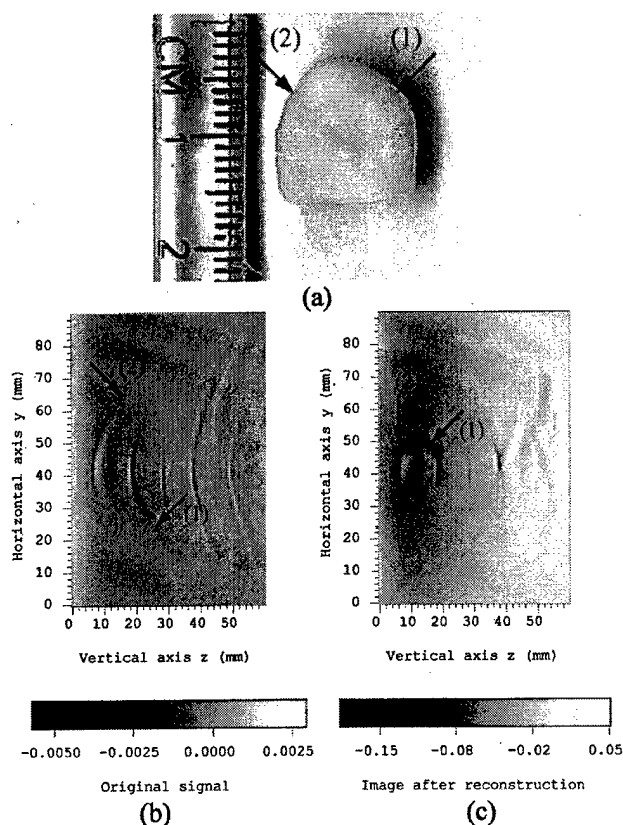 CM
1
2
(2)
(1)
(a)
80
70
60
50
40
30
20
10
0
Horizontal axis y (mm)
0 10 20 30 40 50
Vertical axis z (mm)
(1)
-0.0050 -0.0025 0.0000 0.0025
Original signal
(b)
80
70
60
50
40
30
20
10
0
Horizontal axis y (mm)
(1)
0 10 20 30 40 50
Vertical axis z (mm)
-0.15 -0.08 -0.02 0.05
Image after reconstruction
(c)